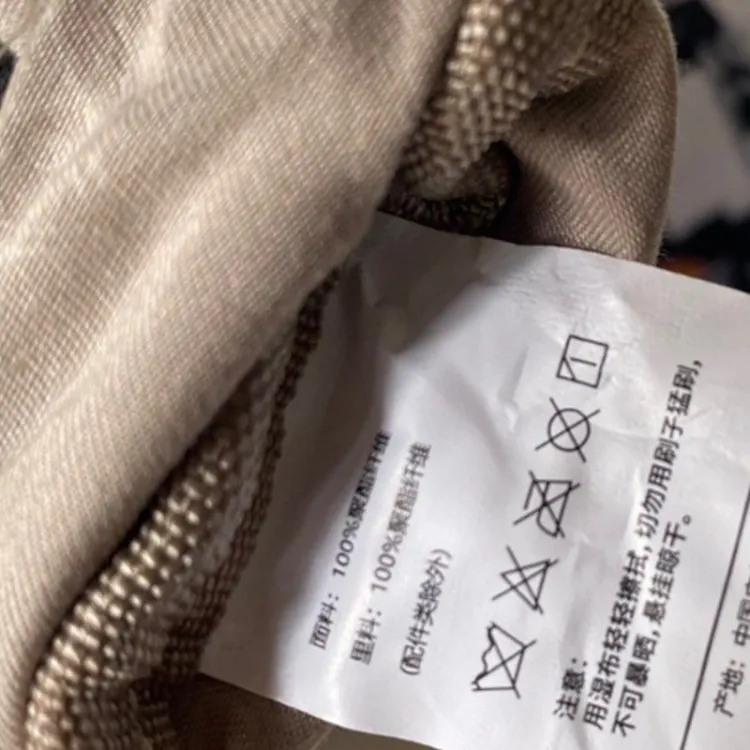 面料：100%聚酯纤维
里料：100%聚酯纤维
(配件类除外)
注意：
用湿布轻轻擦拭,切勿用刷子猛刷,
不可暴晒,悬挂晾干。
产地：中国